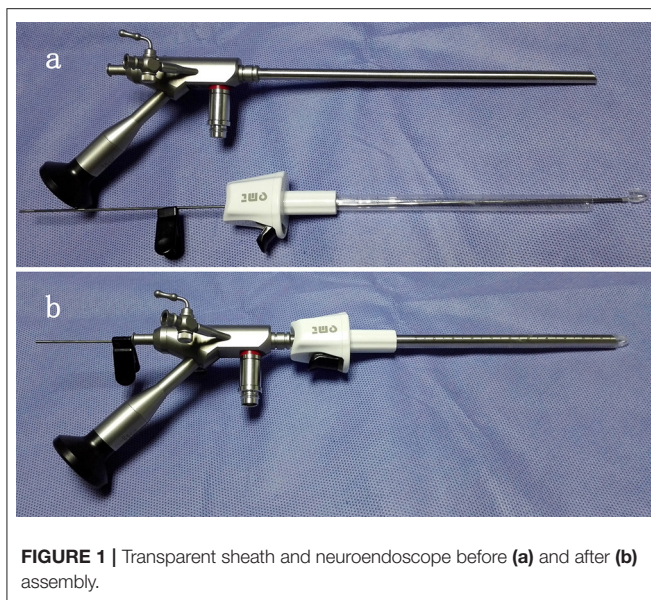 a
b
FIGURE 1 | Transparent sheath and neuroendoscope before (a) and after (b)
assembly.